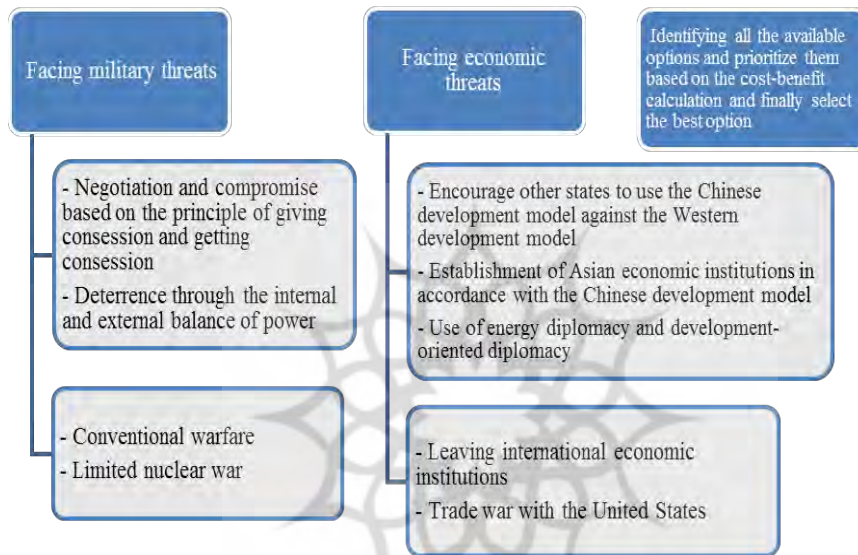 Facing military threats
- Negotiation and compromise
based on the principle of giving
consession and getting
consession
- Deterrence through the internal
and external balance of power
- Conventional warfare
- Limited nuclear war
Facing economic
threats
- Encourage other states to use the Chinese
development model against the Western
development model
- Establishment of Asian economic institutions in
accordance with the Chinese development model
- Use of energy diplomacy and development-
oriented diplomacy
- Leaving international economic
institutions
- Trade war with the United States
Identifying all the available
options and prioritize them
based on the cost-benefit
calculation and finally select
the best option